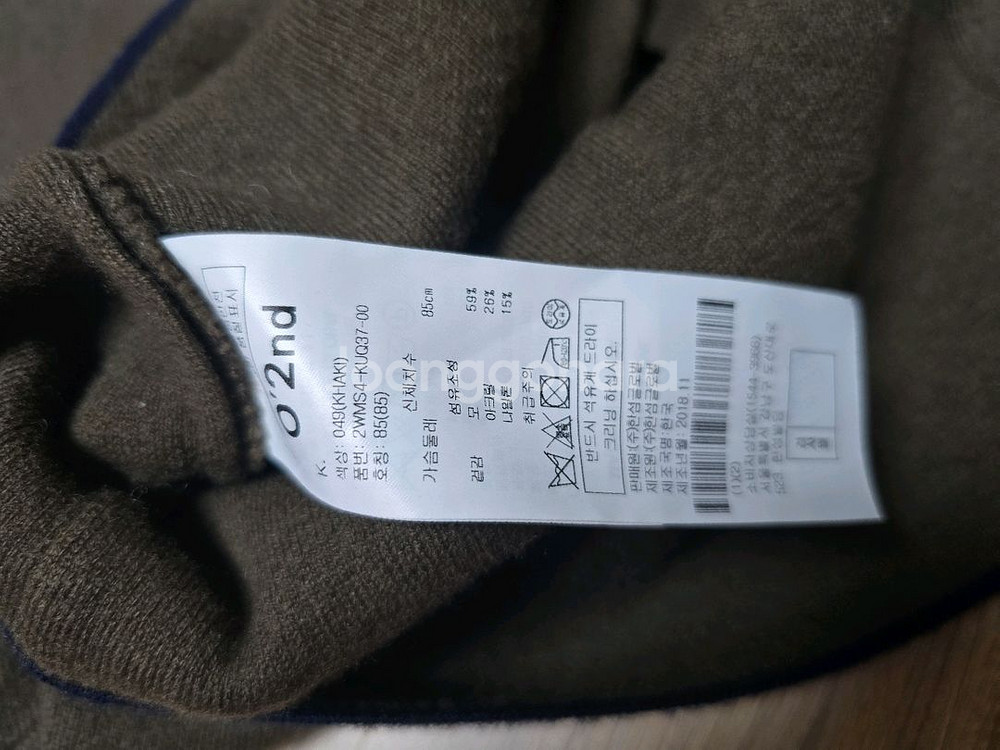 O'2nd
K.
색상: 049(KHAKI)
품번: 2WMS4-KUQ37-00
호칭: 85(85)
신체치수
가슴둘레 85cm
섬유조성
겉감 모 59%
아크릴 26%
나일론 15%
취급주의
반드시 석유계 드라이
크리닝 하십시오.
판매원:(주)한섬글로벌
제조원:(주)한섬글로벌
제조국명:한국
제조년월: 2018.11
(1)(2)